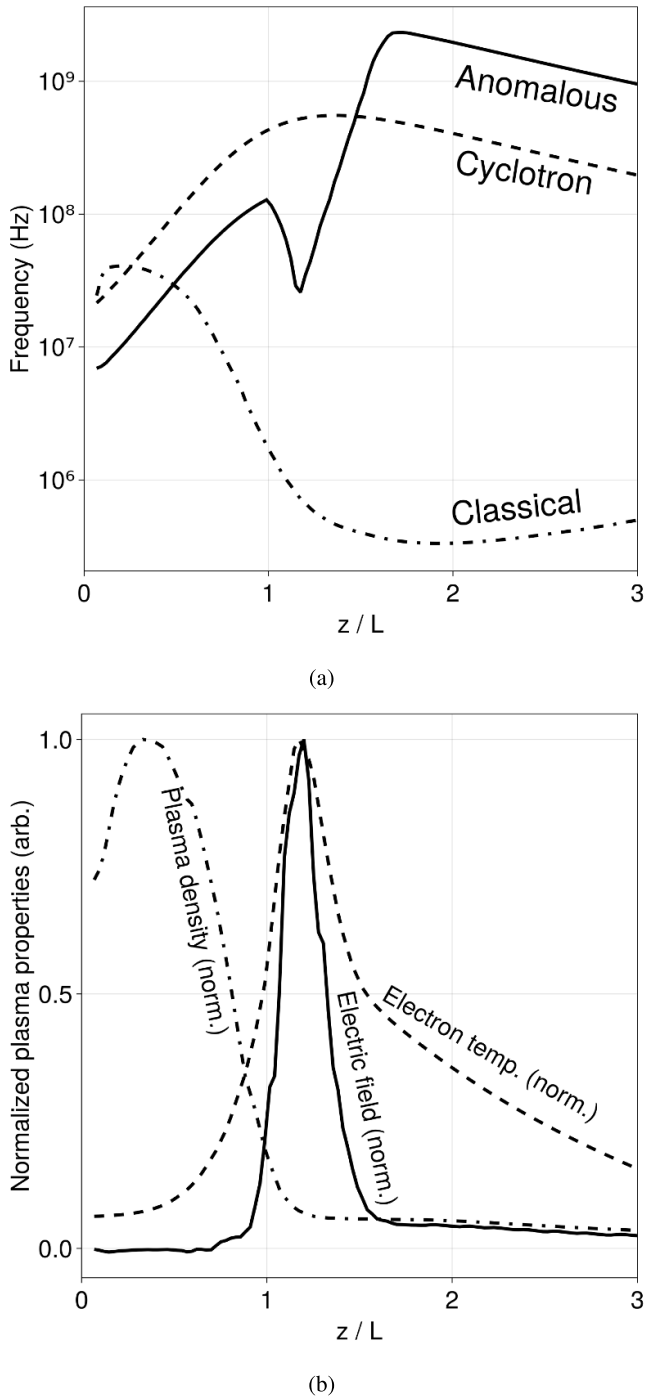 10⁹
10⁸
10⁷
10⁶
Frequency (Hz)
Anomalous
Cyclotron
Classical
0 1 2 3
z / L
(a)
1.0
0.5
0.0
Normalized plasma properties (arb.)
Plasma density (norm.)
Electric field (norm.)
Electron temp. (norm.)
0 1 2 3
z / L
(b)